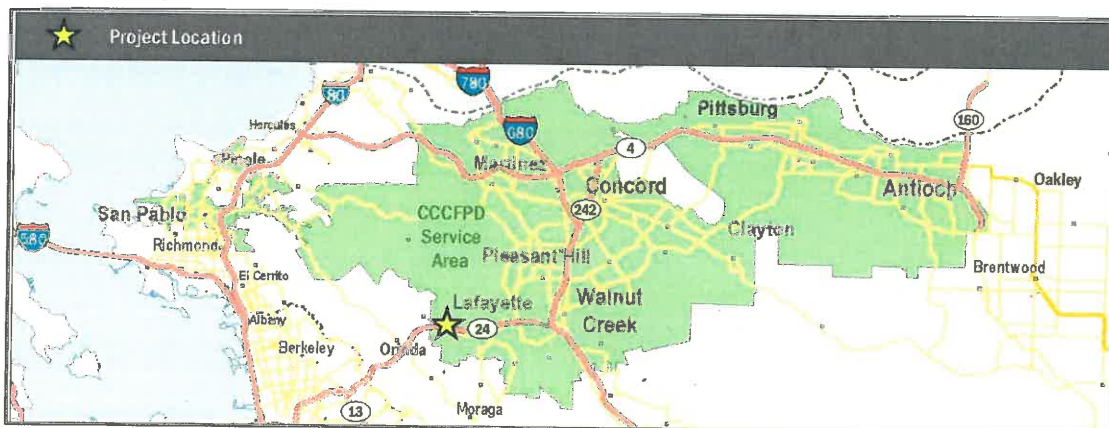 Project Location
780
80
Hercules
680
Pittsburg
160
Pinole
Martinez
4
Concord
Antioch
Oakley
San Pablo
CCCFPD
Service
Area
242
Clayton
580
Richmond
Pleasant Hill
Brentwood
El Cerrito
Lafayette
Walnut
Creek
24
Albany
Berkeley
Orinda
13
Moraga